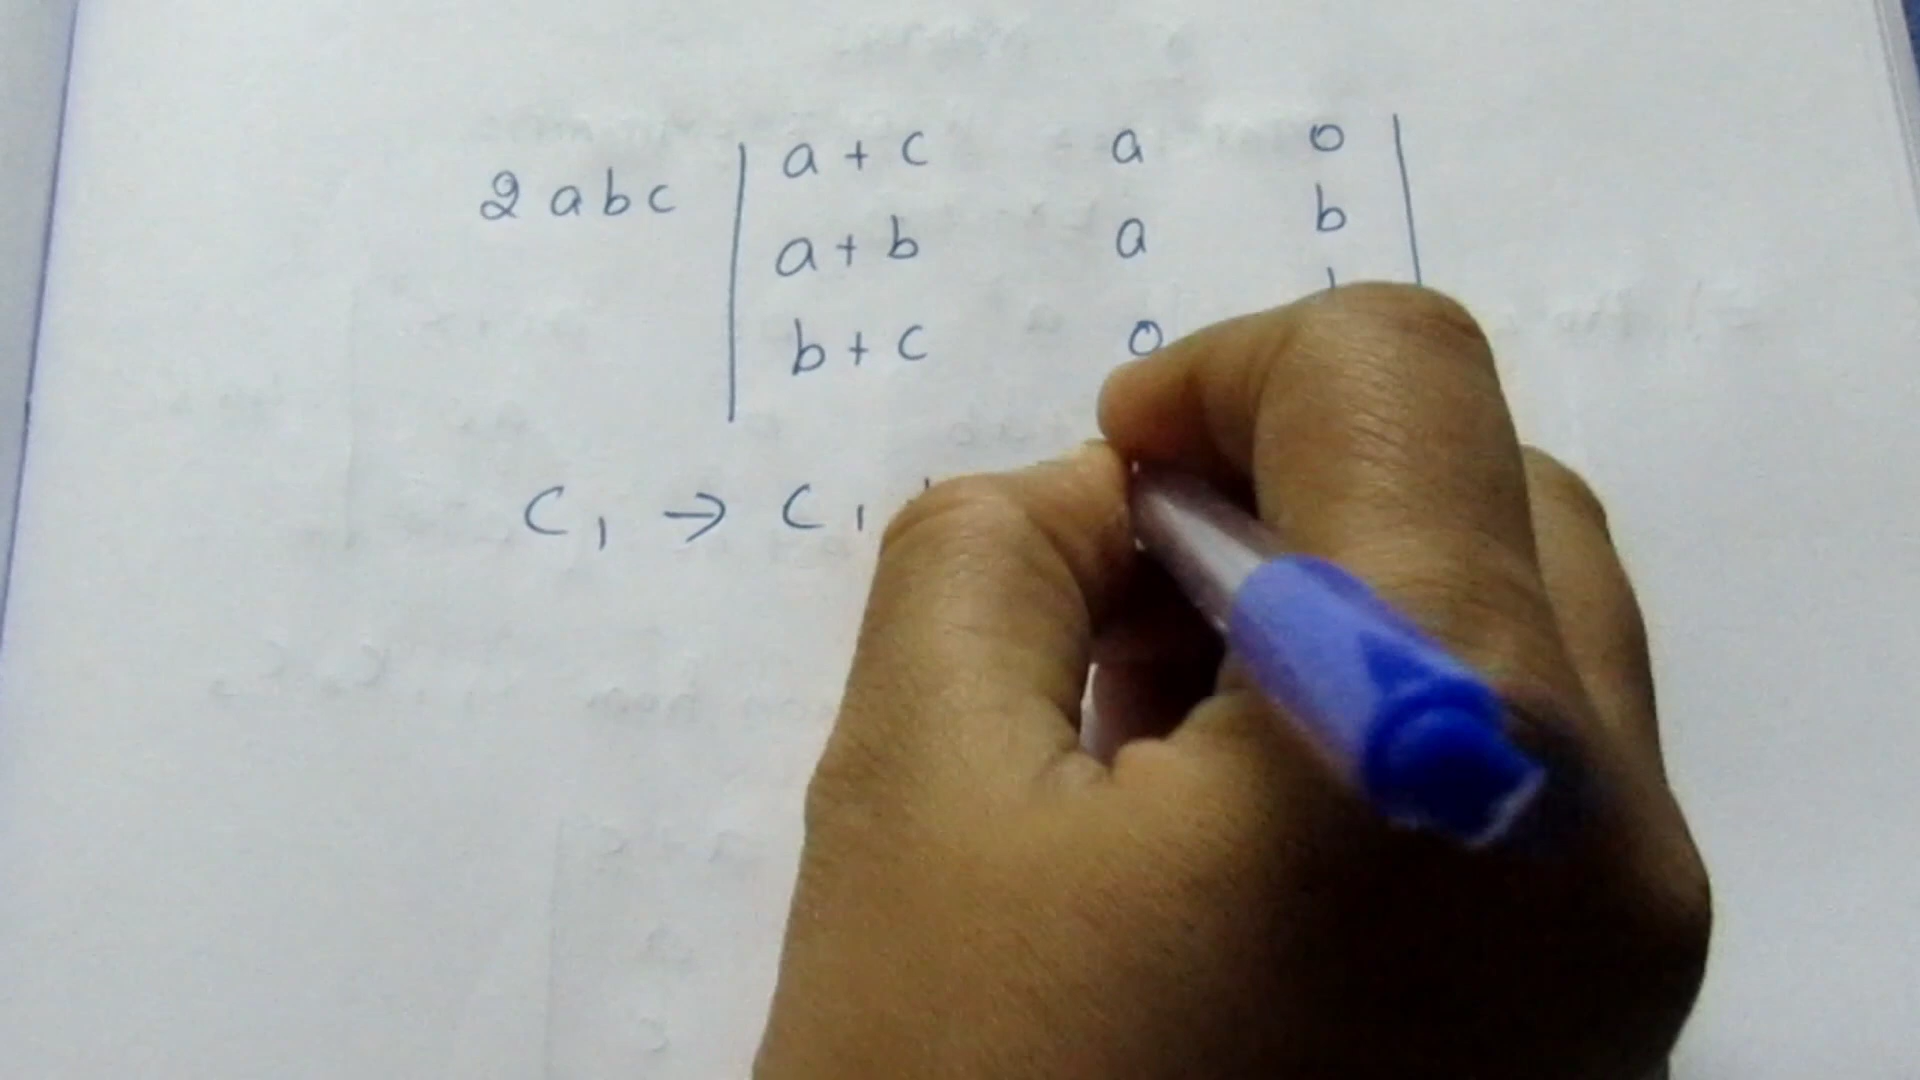 2abc | a + c a 0 |
a + b a b
b + c 0
C₁ → C₁